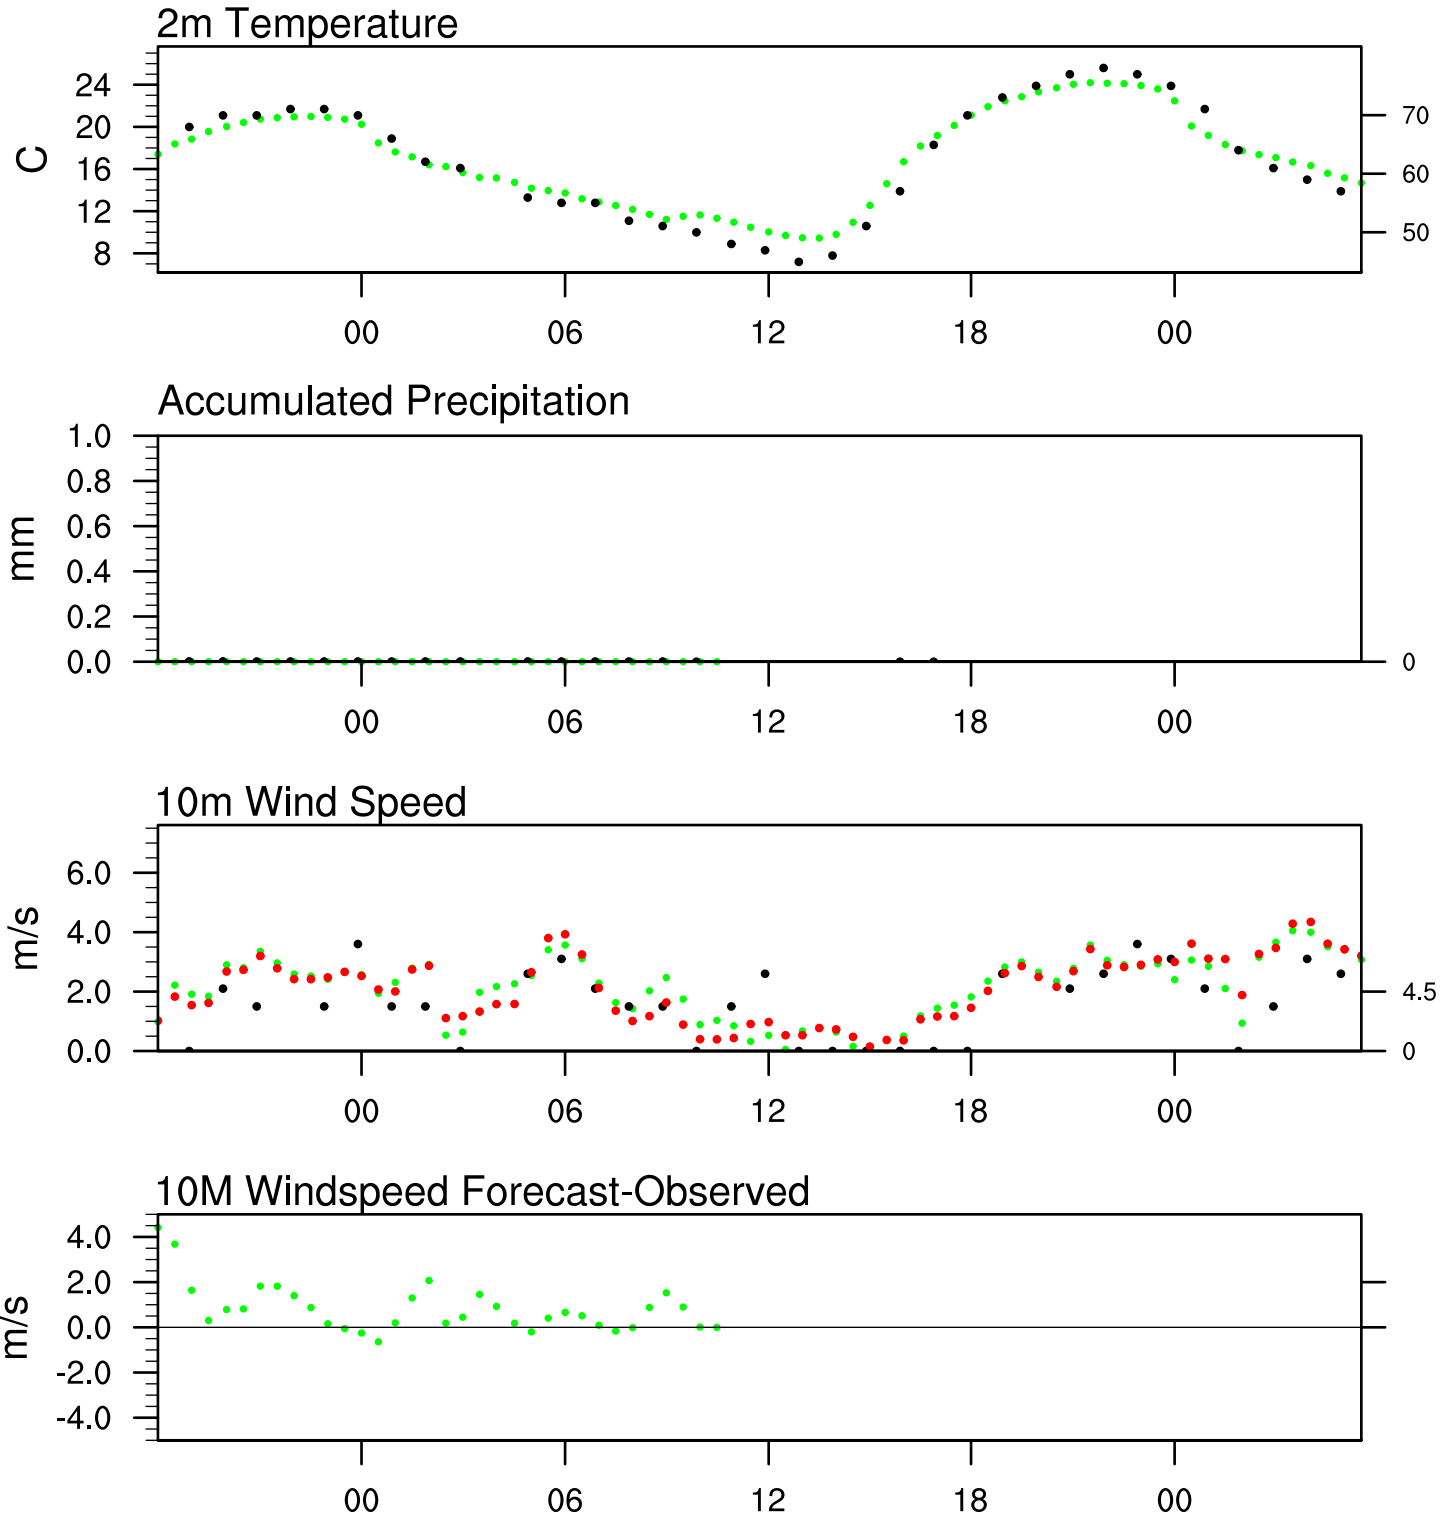 2m Temperature
C
24
20
16
12
8
70
60
50
00 06 12 18 00
Accumulated Precipitation
mm
1.0
0.8
0.6
0.4
0.2
0.0
0
00 06 12 18 00
10m Wind Speed
m/s
6.0
4.0
2.0
0.0
4.5
0
00 06 12 18 00
10M Windspeed Forecast-Observed
m/s
4.0
2.0
0.0
-2.0
-4.0
00 06 12 18 00